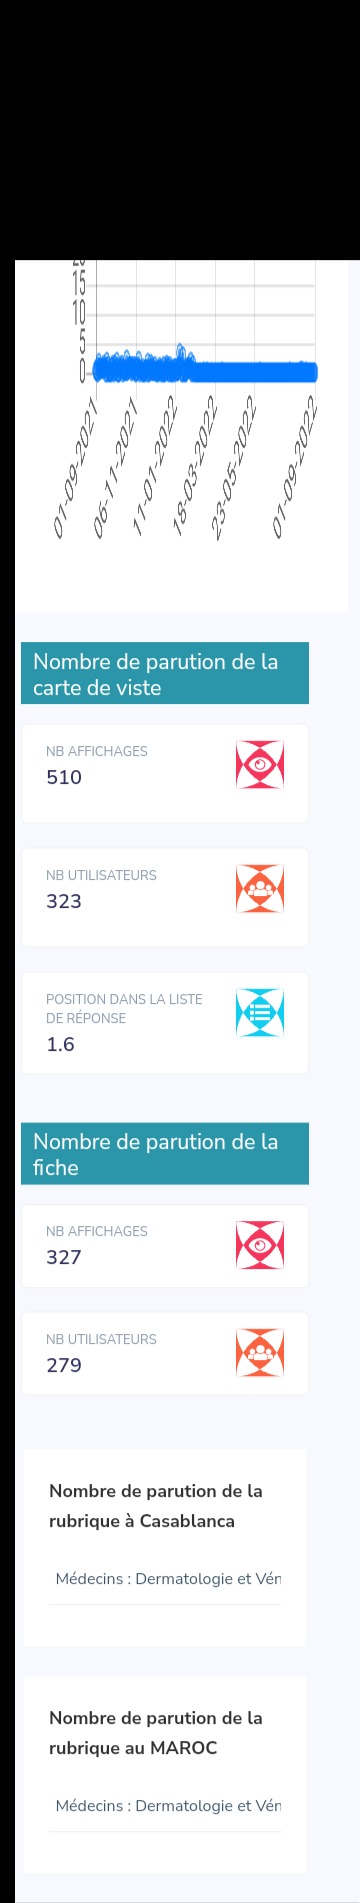 15
10
5
0
01-09-2021
06-11-2021
11-01-2022
18-03-2022
23-05-2022
01-09-2022
Nombre de parution de la
carte de viste
NB AFFICHAGES
510
NB UTILISATEURS
323
POSITION DANS LA LISTE
DE RÉPONSE
1.6
Nombre de parution de la
fiche
NB AFFICHAGES
327
NB UTILISATEURS
279
Nombre de parution de la
rubrique à Casablanca
Médecins : Dermatologie et Vén
Nombre de parution de la
rubrique au MAROC
Médecins : Dermatologie et Vén